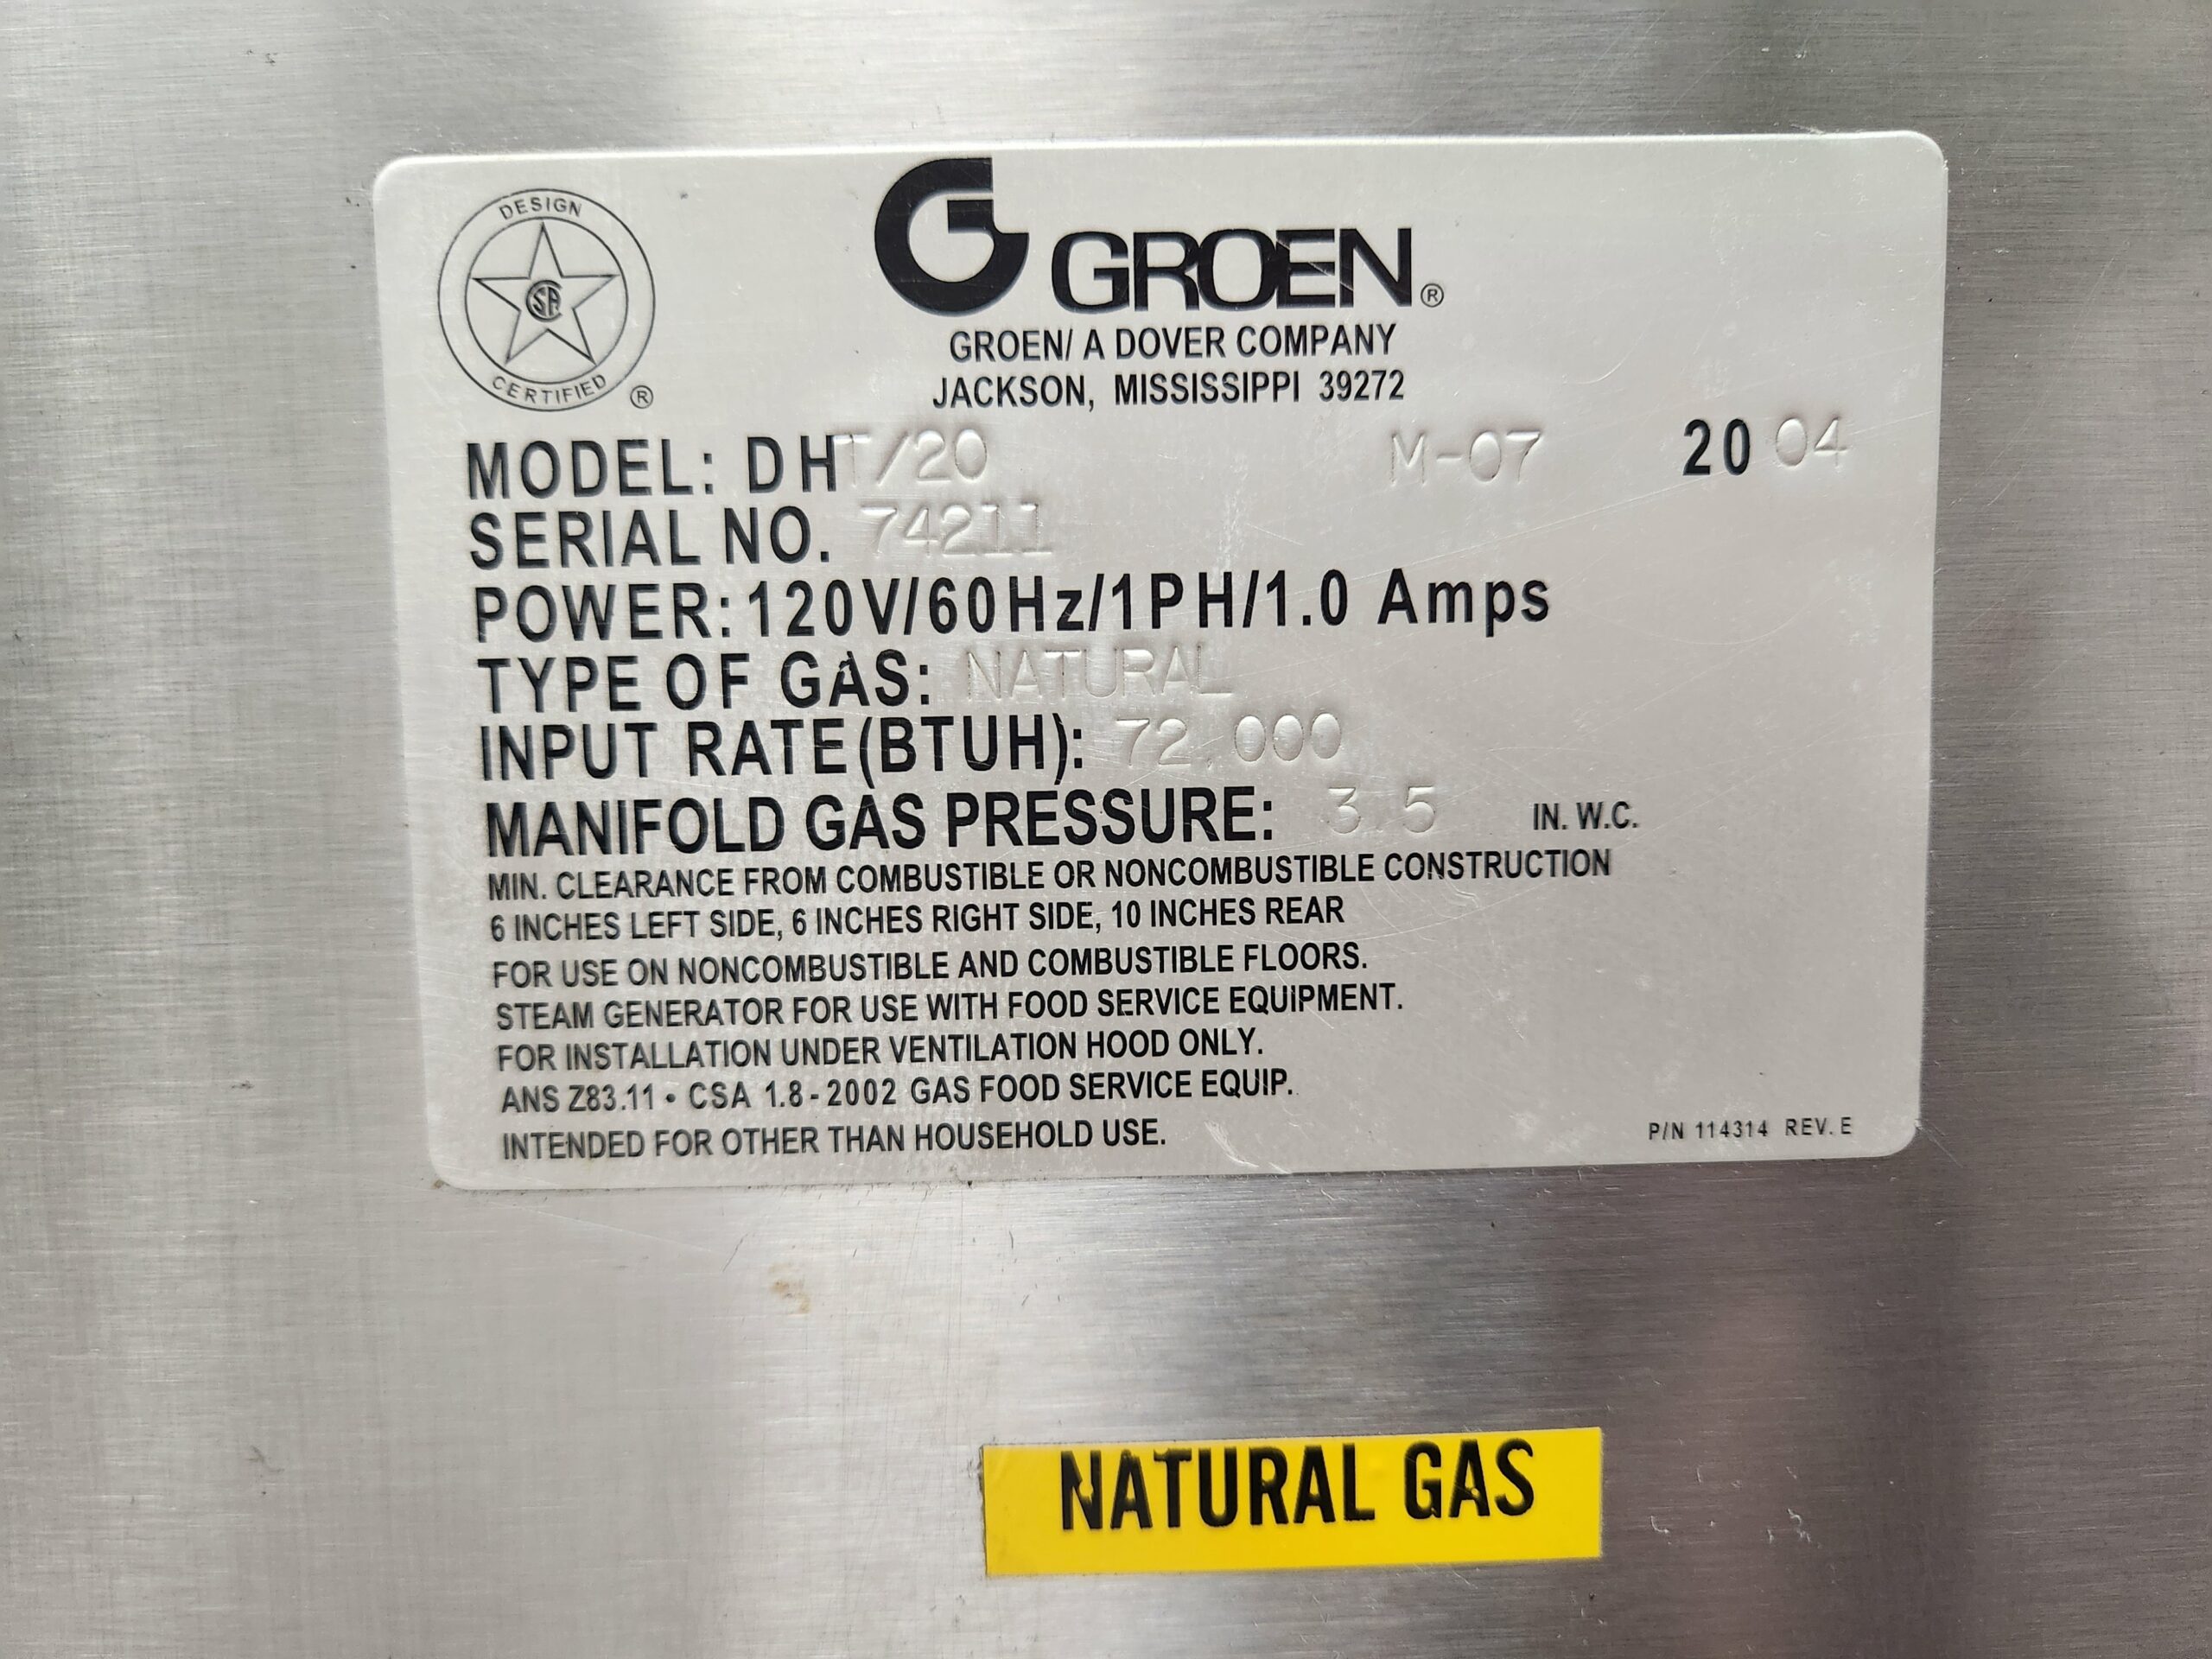 DESIGN
CSA
CERTIFIED ®
G GROEN®
GROEN/ A DOVER COMPANY
JACKSON, MISSISSIPPI 39272
MODEL: DHT/20 M-07 2004
SERIAL NO. 74211
POWER: 120V/60Hz/1PH/1.0 Amps
TYPE OF GAS: NATURAL
INPUT RATE(BTUH): 72,000
MANIFOLD GAS PRESSURE: 3.5 IN. W.C.
MIN. CLEARANCE FROM COMBUSTIBLE OR NONCOMBUSTIBLE CONSTRUCTION
6 INCHES LEFT SIDE, 6 INCHES RIGHT SIDE, 10 INCHES REAR
FOR USE ON NONCOMBUSTIBLE AND COMBUSTIBLE FLOORS.
STEAM GENERATOR FOR USE WITH FOOD SERVICE EQUIPMENT.
FOR INSTALLATION UNDER VENTILATION HOOD ONLY.
ANS Z83.11 • CSA 1.8-2002 GAS FOOD SERVICE EQUIP.
INTENDED FOR OTHER THAN HOUSEHOLD USE.
P/N 114314 REV. E
NATURAL GAS